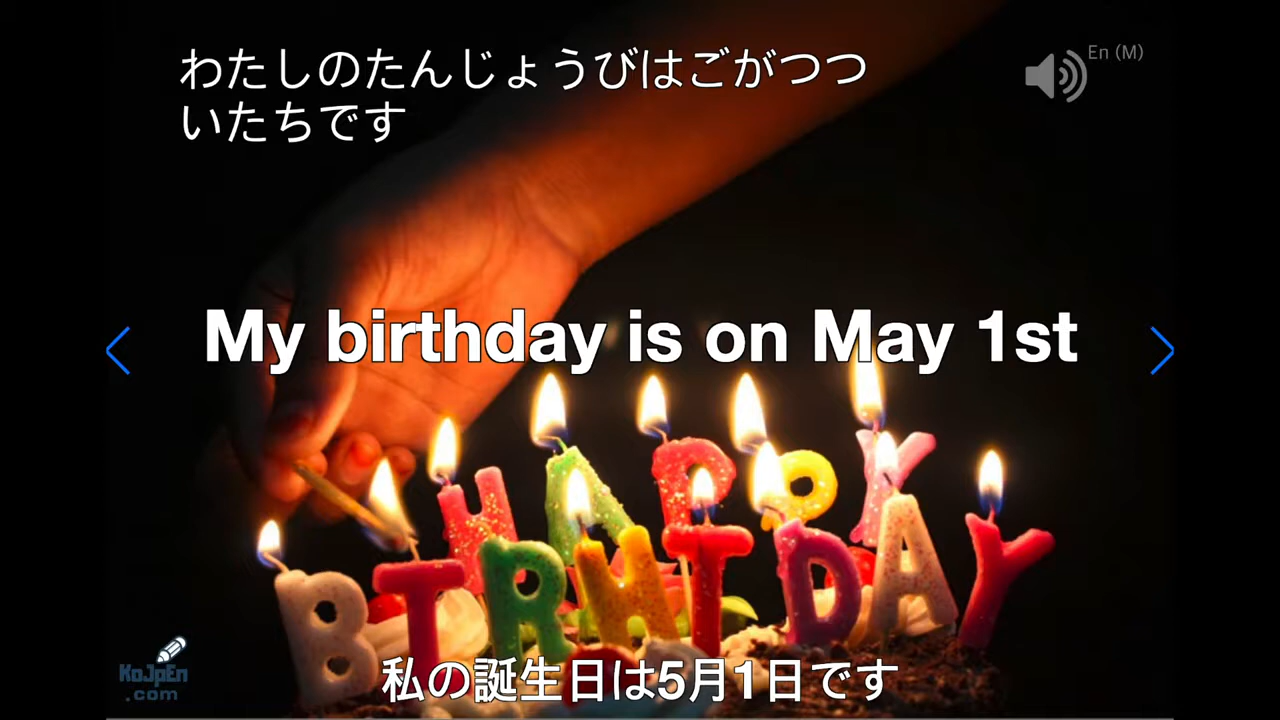 わたしのたんじょうびはごがつつ
いたちです
En (M)
My birthday is on May 1st
HAPPY
BIRHTDAY
KoJpEn
.com
私の誕生日は5月1日です